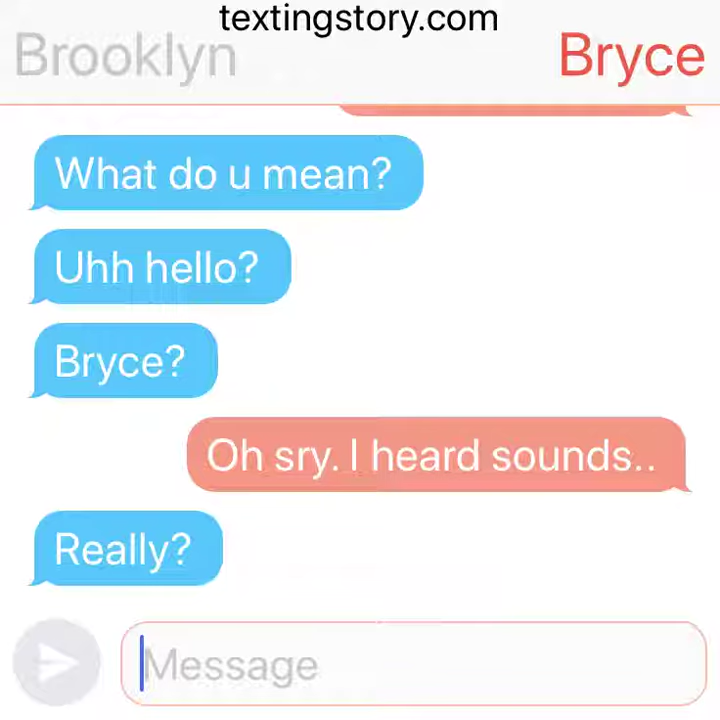 textingstory.com
Brooklyn
Bryce
What do u mean?
Uhh hello?
Bryce?
Oh sry. I heard sounds..
Really?
Message